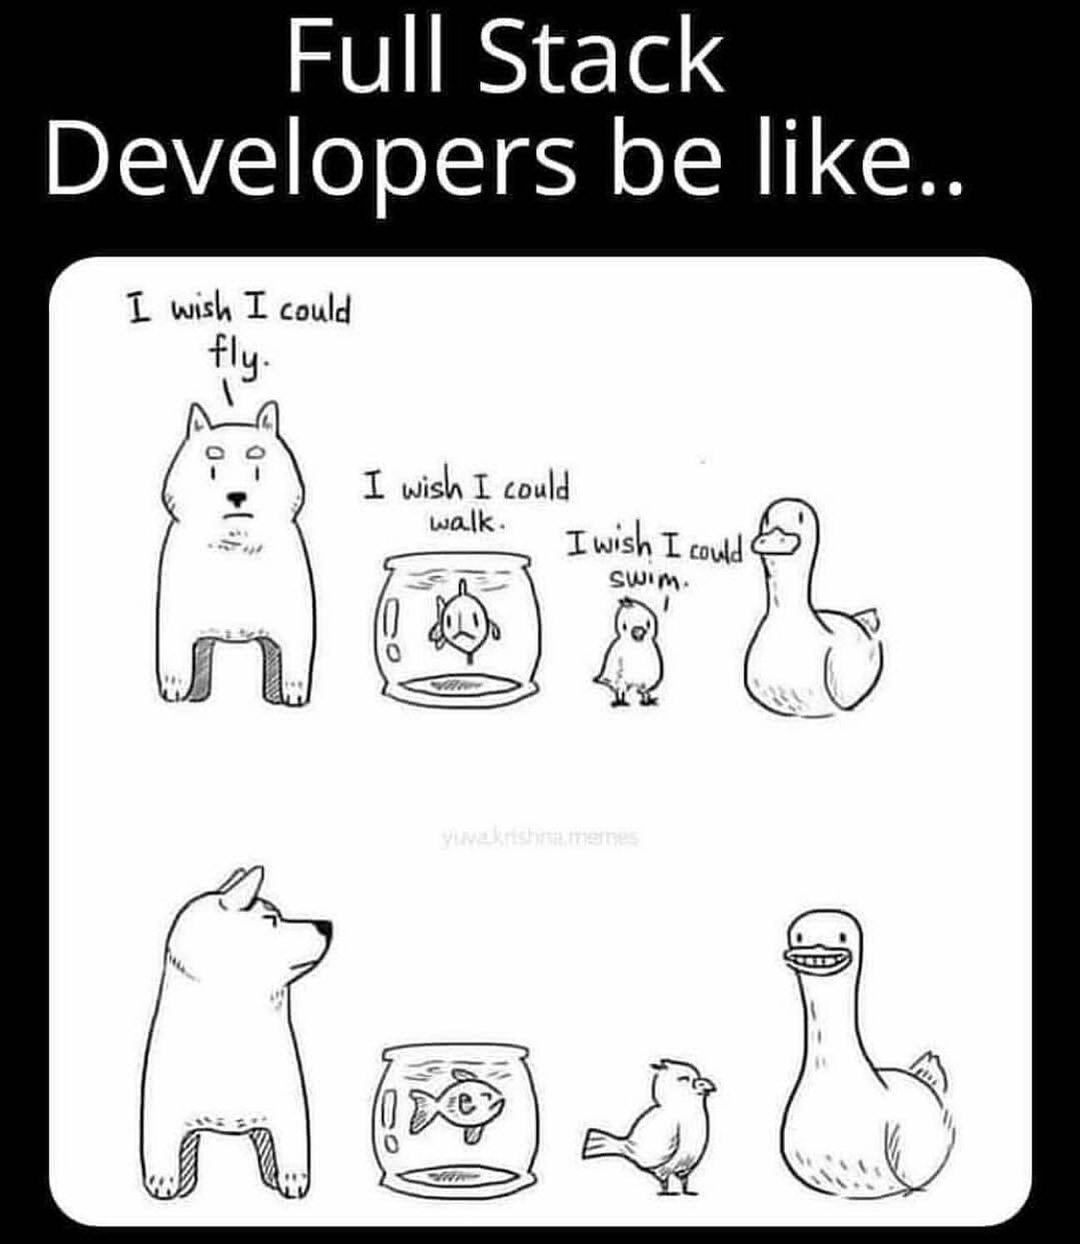 Full Stack
Developers be like..
I wish I could
fly.
I wish I could
walk.
I wish I could
swim.
yuva.krishna.memes